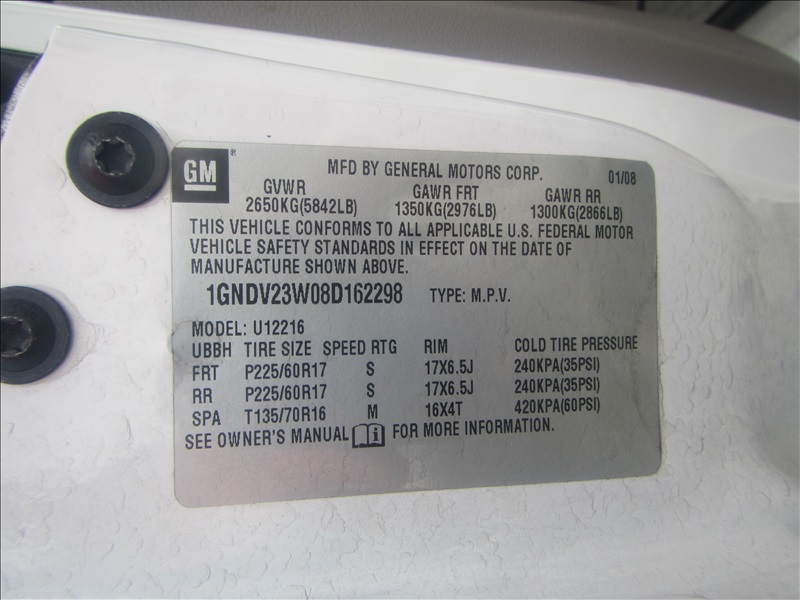 GM® MFD BY GENERAL MOTORS CORP. 01/08
GVWR GAWR FRT GAWR RR
2650KG(5842LB) 1350KG(2976LB) 1300KG(2866LB)
THIS VEHICLE CONFORMS TO ALL APPLICABLE U.S. FEDERAL MOTOR
VEHICLE SAFETY STANDARDS IN EFFECT ON THE DATE OF
MANUFACTURE SHOWN ABOVE.
1GNDV23W08D162298 TYPE: M.P.V.
MODEL: U12216
UBBH TIRE SIZE SPEED RTG RIM COLD TIRE PRESSURE
FRT P225/60R17 S 17X6.5J 240KPA(35PSI)
RR P225/60R17 S 17X6.5J 240KPA(35PSI)
SPA T135/70R16 M 16X4T 420KPA(60PSI)
SEE OWNER'S MANUAL i FOR MORE INFORMATION.